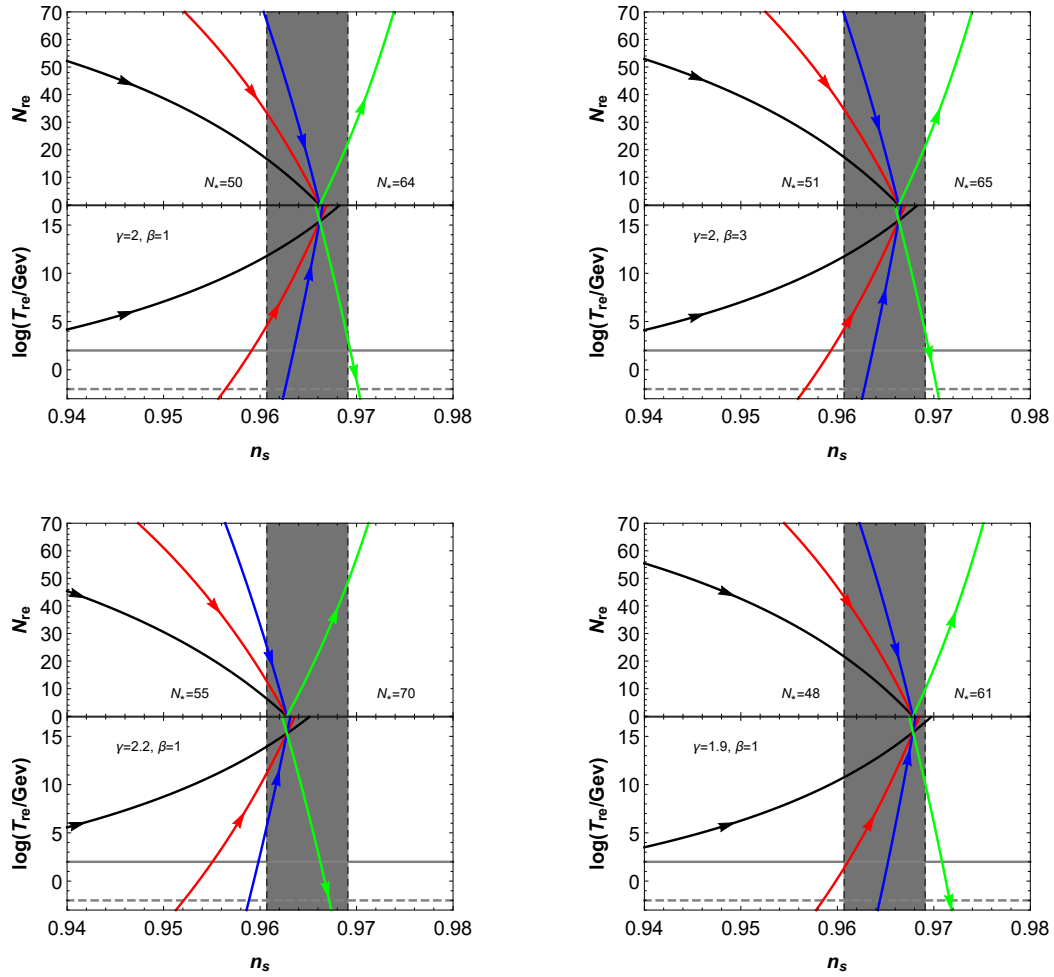 70
60
50
40
30
20
10
0
N_re
N_*=50
N_*=64
15
10
5
0
log(T_re/Gev)
γ=2, β=1
0.94 0.95 0.96 0.97 0.98
n_s
70
60
50
40
30
20
10
0
N_re
N_*=51
N_*=65
15
10
5
0
log(T_re/Gev)
γ=2, β=3
0.94 0.95 0.96 0.97 0.98
n_s
70
60
50
40
30
20
10
0
N_re
N_*=55
N_*=70
15
10
5
0
log(T_re/Gev)
γ=2.2, β=1
0.94 0.95 0.96 0.97 0.98
n_s
70
60
50
40
30
20
10
0
N_re
N_*=48
N_*=61
15
10
5
0
log(T_re/Gev)
γ=1.9, β=1
0.94 0.95 0.96 0.97 0.98
n_s